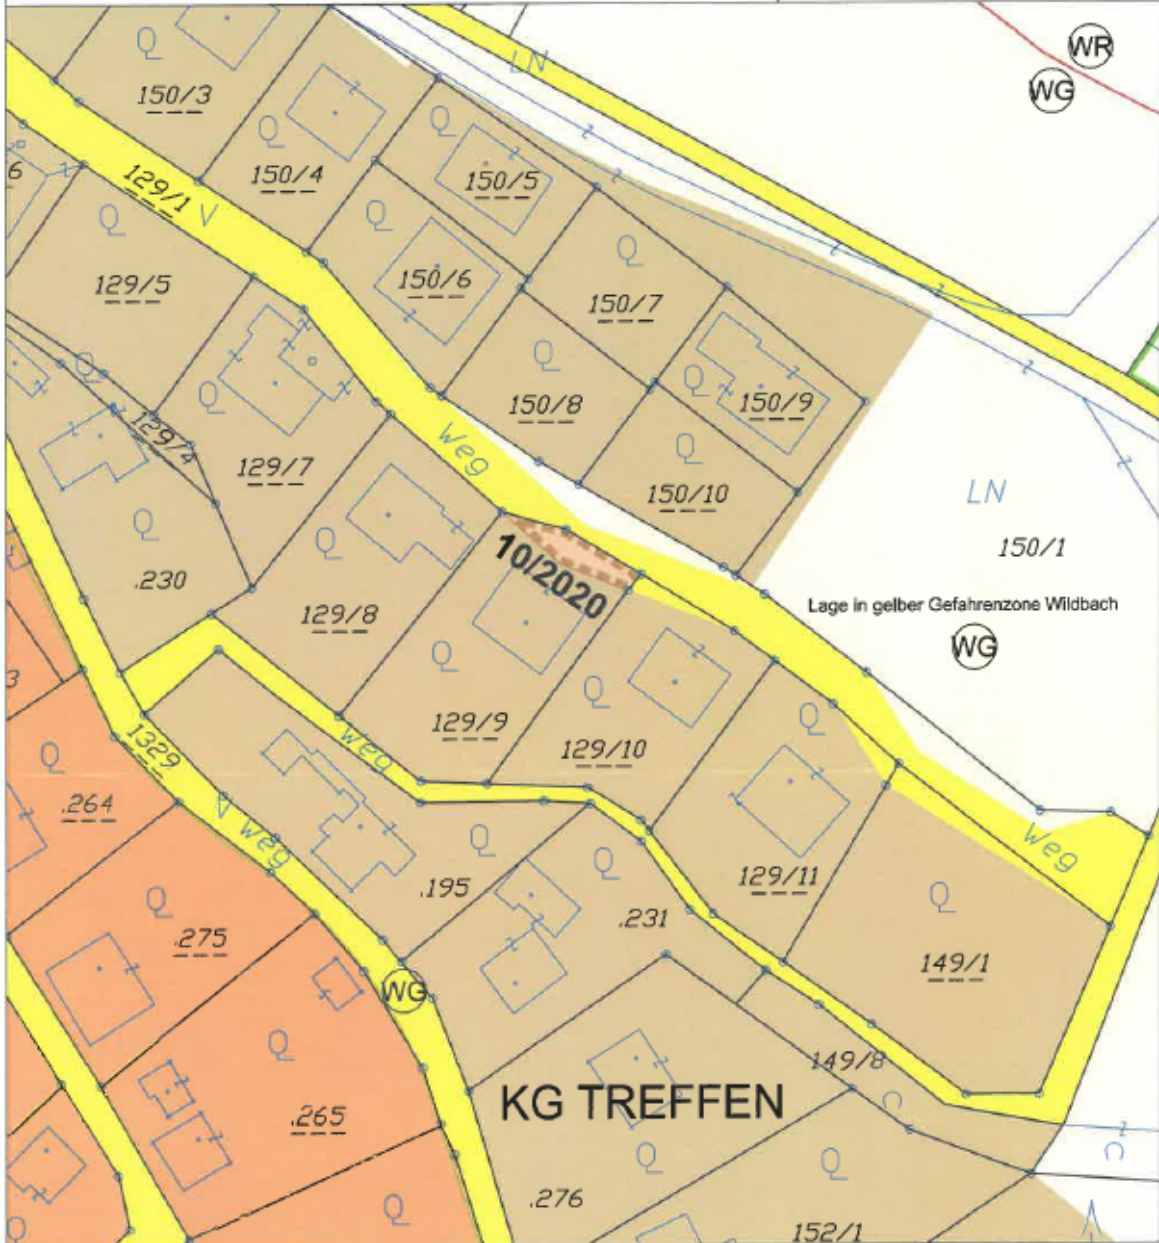 WR
LN
WG
150/3
Q
Q
150/4
Q
150/5
6
129/1
V
Q
Q
150/6
Q
150/7
Q
129/5
Q
150/8
Q
150/9
Q
Q
129/4
129/7
Weg
Q
150/10
LN
150/1
Q
.230
Q
10/2020
Lage in gelber Gefahrenzone Wildbach
WG
129/8
Q
Q
129/9
Q
129/10
Q
3
1329
weg
Q
.264
weg
Q
.195
Q
.231
129/11
Weg
Q
149/1
Q
.275
WG
Q
.265
149/8
KG TREFFEN
Q
.276
Q
152/1
Q
Q